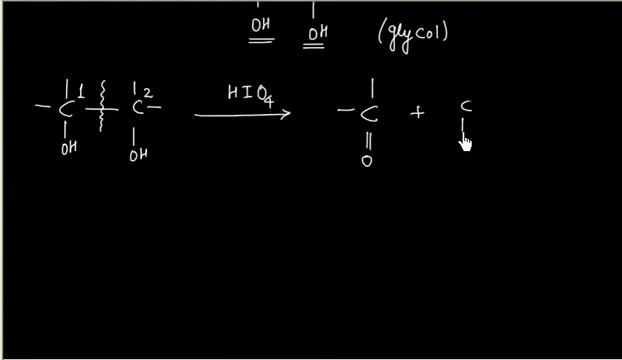 OH OH (glycol)
1 2 HIO₄
– C – C – → – C + C
OH OH || |
O